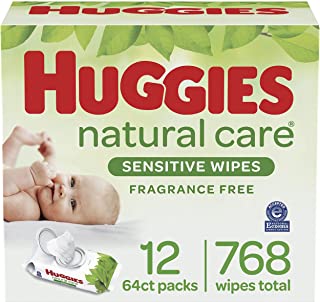 HUGGIES
natural care®
SENSITIVE WIPES
FRAGRANCE FREE
12
64ct packs
768
wipes total